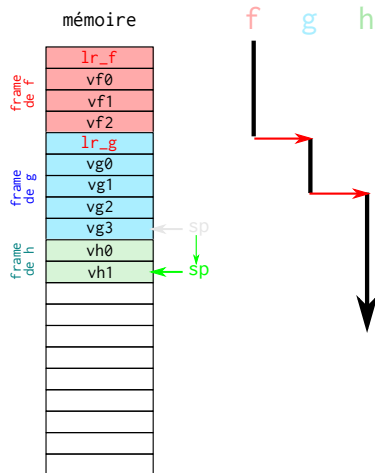 mémoire
f g h
lr_f
vf0
vf1
vf2
lr_g
vg0
vg1
vg2
vg3
vh0
vh1
frame
de f
frame
de g
frame
de h
sp
sp